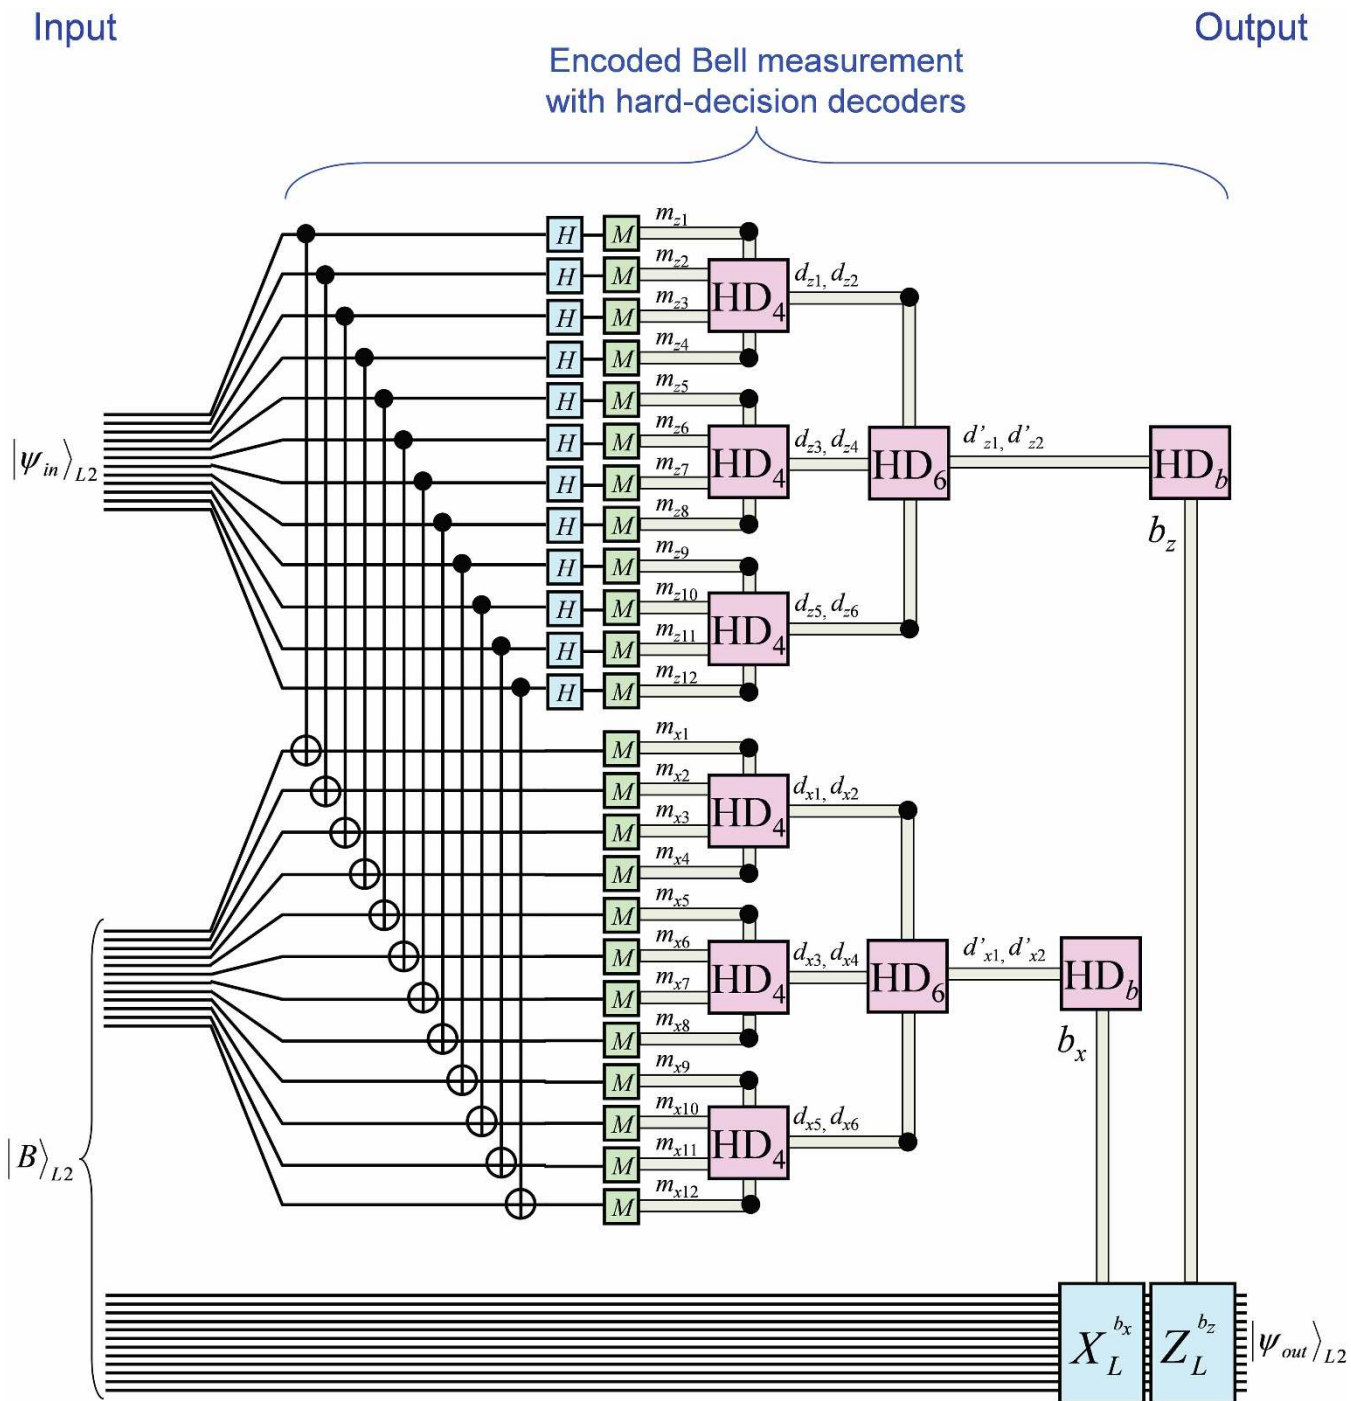 Input
Output
Encoded Bell measurement
with hard-decision decoders
|ψ_in⟩_L2
H M m_z1
H M m_z2
H M m_z3
H M m_z4
HD_4 d_z1, d_z2
H M m_z5
H M m_z6
H M m_z7
H M m_z8
HD_4 d_z3, d_z4
H M m_z9
H M m_z10
H M m_z11
H M m_z12
HD_4 d_z5, d_z6
HD_6 d'_z1, d'_z2
HD_b
b_z
|B⟩_L2
M m_x1
M m_x2
M m_x3
M m_x4
HD_4 d_x1, d_x2
M m_x5
M m_x6
M m_x7
M m_x8
HD_4 d_x3, d_x4
M m_x9
M m_x10
M m_x11
M m_x12
HD_4 d_x5, d_x6
HD_6 d'_x1, d'_x2
HD_b
b_x
X_L^b_x Z_L^b_z
|ψ_out⟩_L2